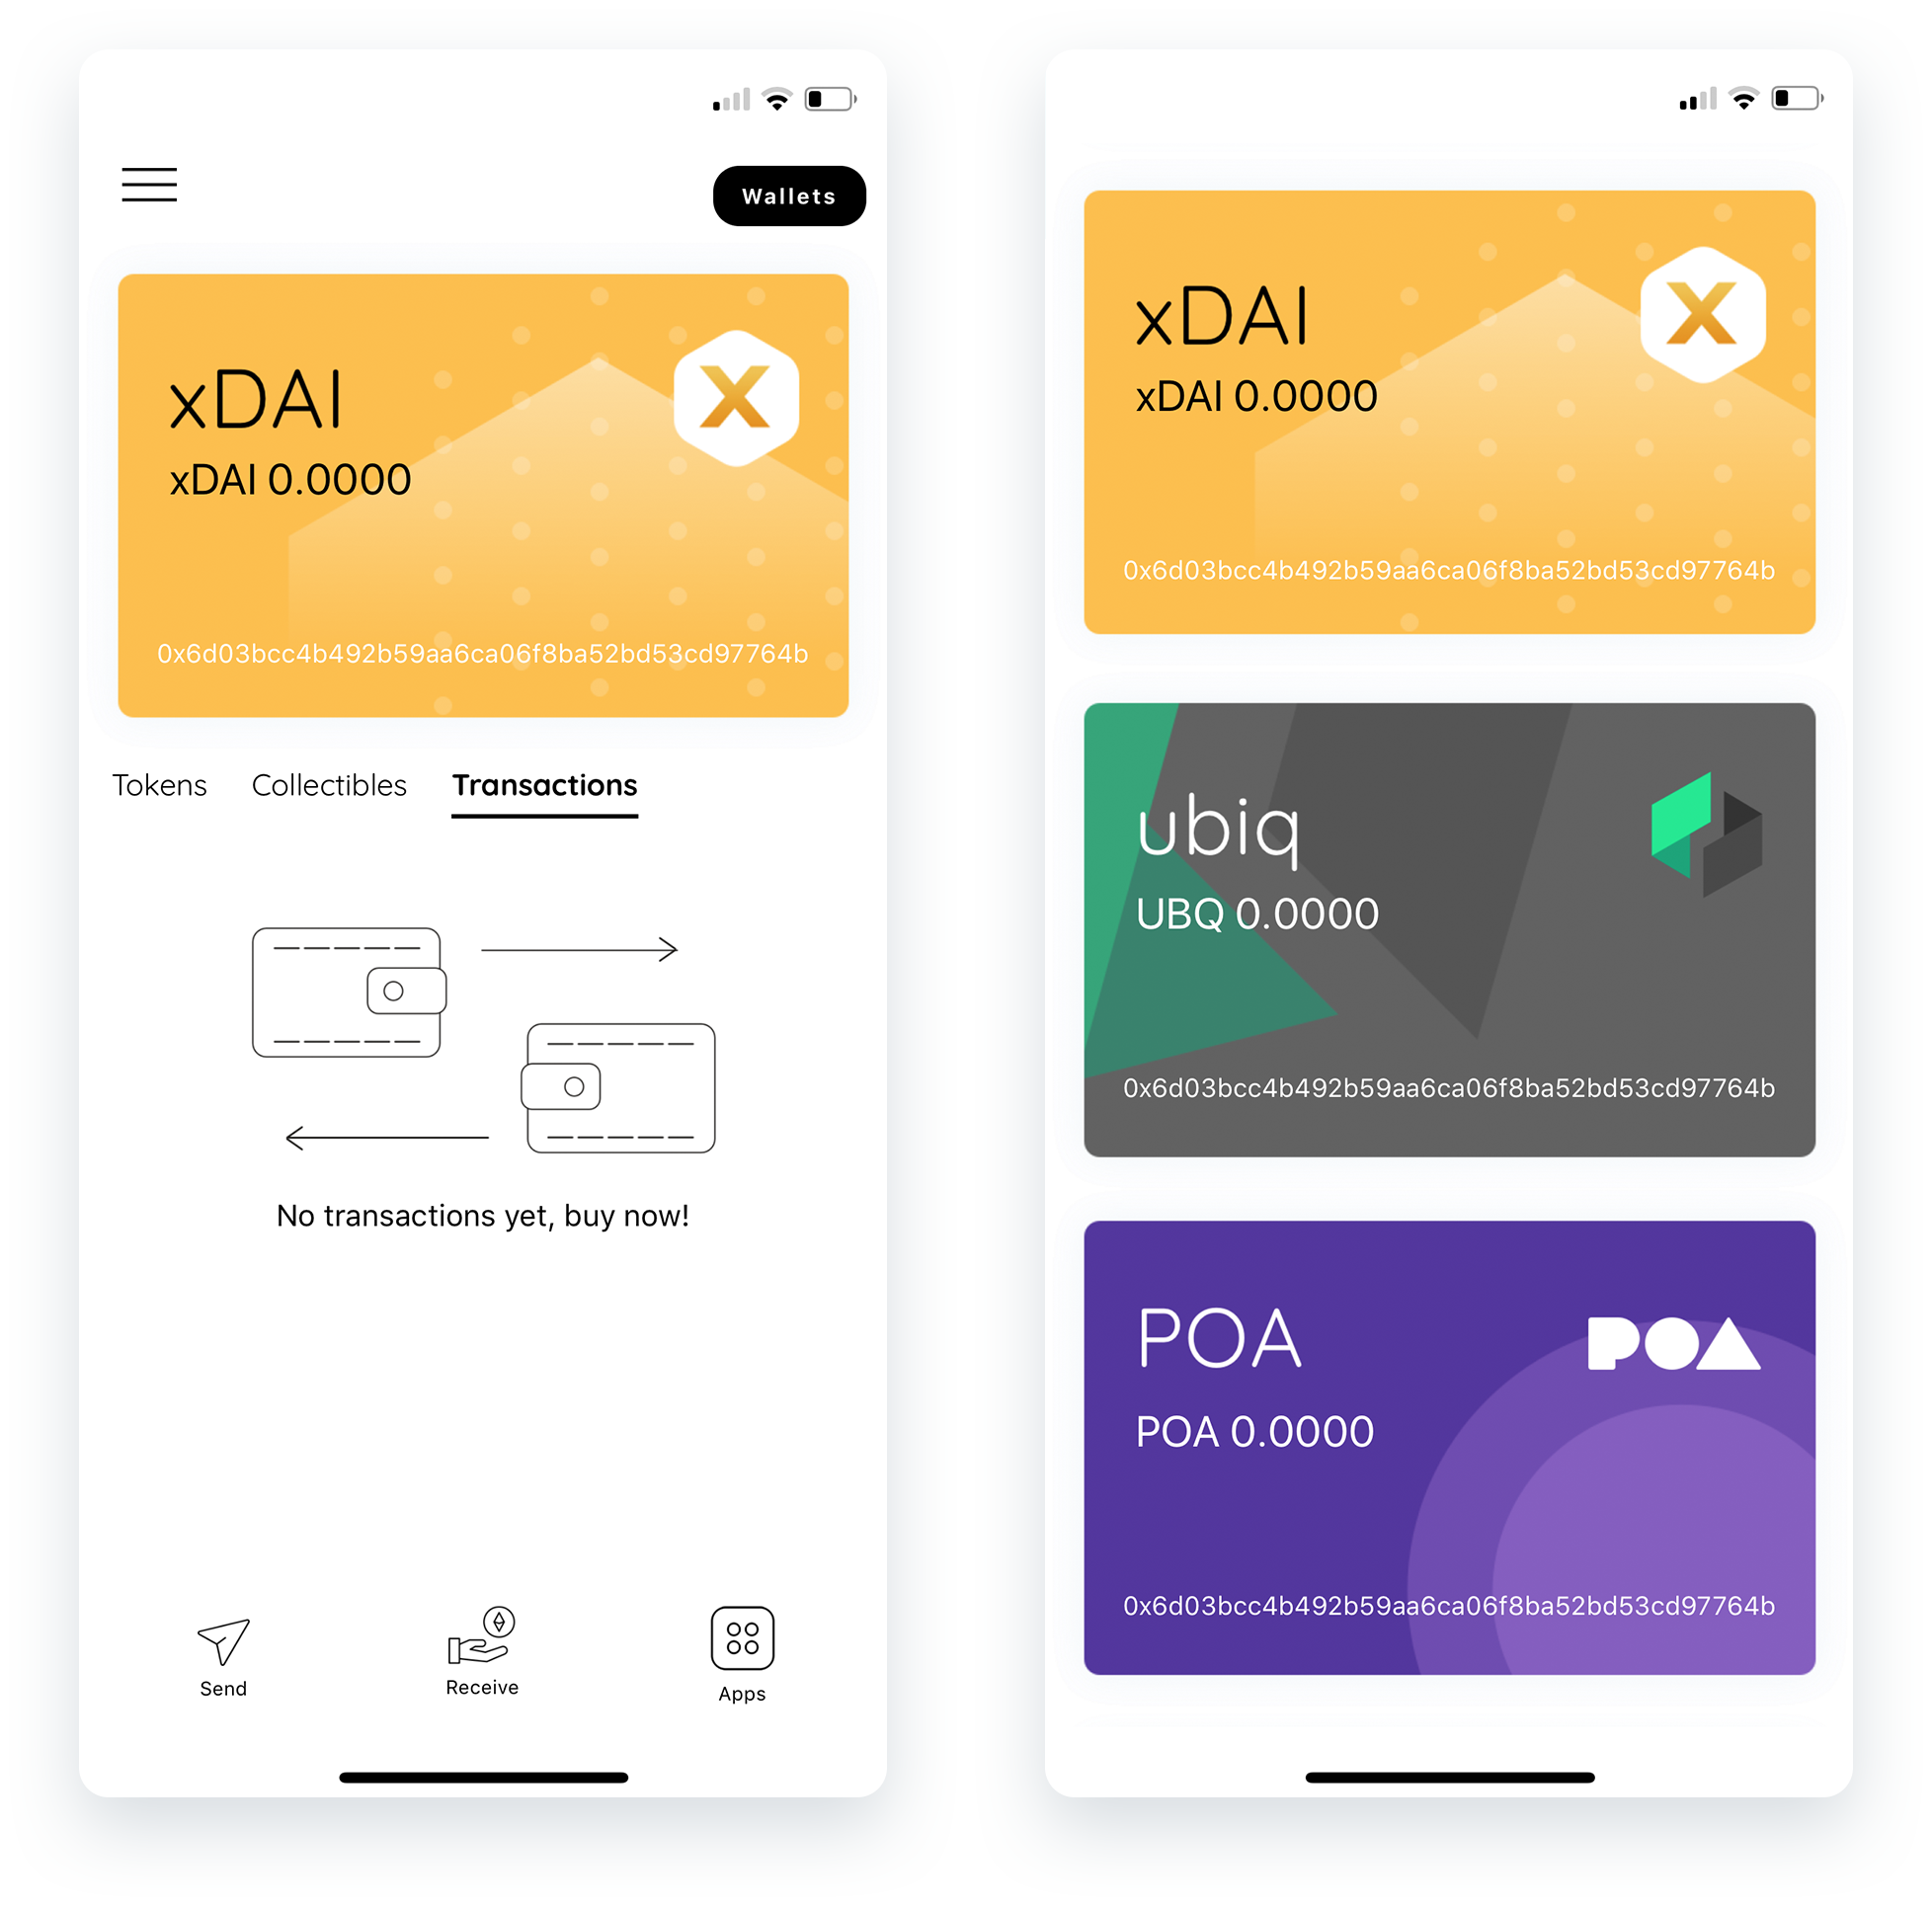 Wallets
xDAI
xDAI 0.0000
0x6d03bcc4b492b59aa6ca06f8ba52bd53cd97764b
Tokens Collectibles Transactions
No transactions yet, buy now!
Send Receive Apps
xDAI
xDAI 0.0000
0x6d03bcc4b492b59aa6ca06f8ba52bd53cd97764b
ubiq
UBQ 0.0000
0x6d03bcc4b492b59aa6ca06f8ba52bd53cd97764b
POA POA
POA 0.0000
0x6d03bcc4b492b59aa6ca06f8ba52bd53cd97764b